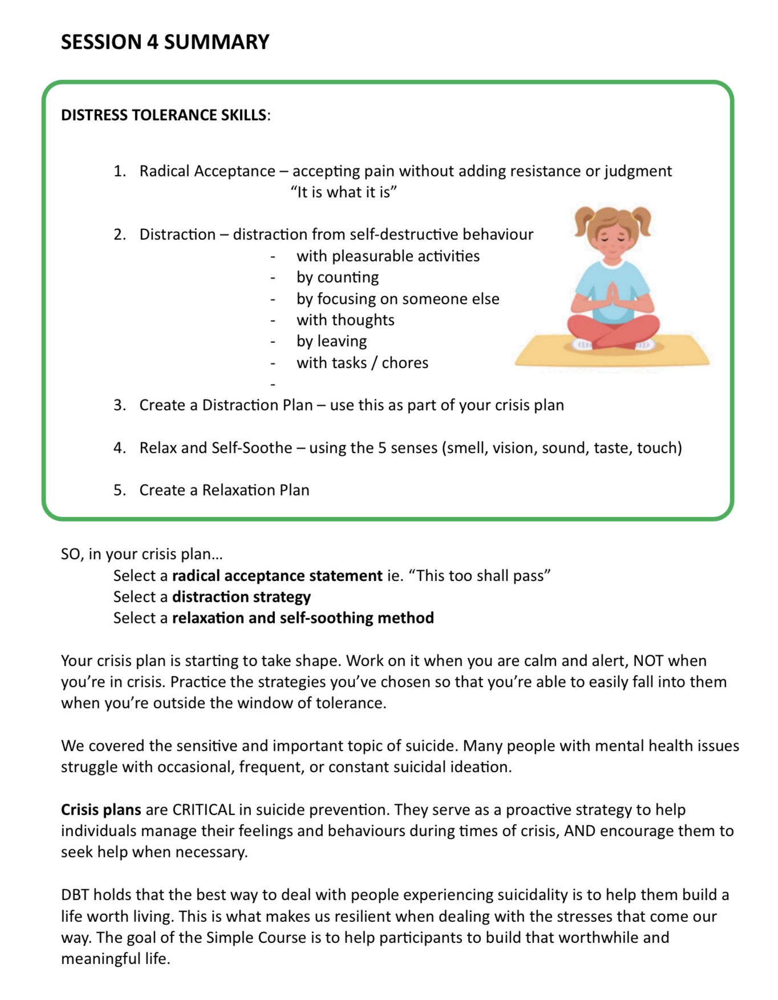 SESSION 4 SUMMARY
DISTRESS TOLERANCE SKILLS:
1. Radical Acceptance – accepting pain without adding resistance or judgment
“It is what it is”
2. Distraction – distraction from self-destructive behaviour
- with pleasurable activities
- by counting
- by focusing on someone else
- with thoughts
- by leaving
- with tasks / chores
-
3. Create a Distraction Plan – use this as part of your crisis plan
4. Relax and Self-Soothe – using the 5 senses (smell, vision, sound, taste, touch)
5. Create a Relaxation Plan
SO, in your crisis plan...
Select a radical acceptance statement ie. “This too shall pass”
Select a distraction strategy
Select a relaxation and self-soothing method
Your crisis plan is starting to take shape. Work on it when you are calm and alert, NOT when
you’re in crisis. Practice the strategies you’ve chosen so that you’re able to easily fall into them
when you’re outside the window of tolerance.
We covered the sensitive and important topic of suicide. Many people with mental health issues
struggle with occasional, frequent, or constant suicidal ideation.
Crisis plans are CRITICAL in suicide prevention. They serve as a proactive strategy to help
individuals manage their feelings and behaviours during times of crisis, AND encourage them to
seek help when necessary.
DBT holds that the best way to deal with people experiencing suicidality is to help them build a
life worth living. This is what makes us resilient when dealing with the stresses that come our
way. The goal of the Simple Course is to help participants to build that worthwhile and
meaningful life.